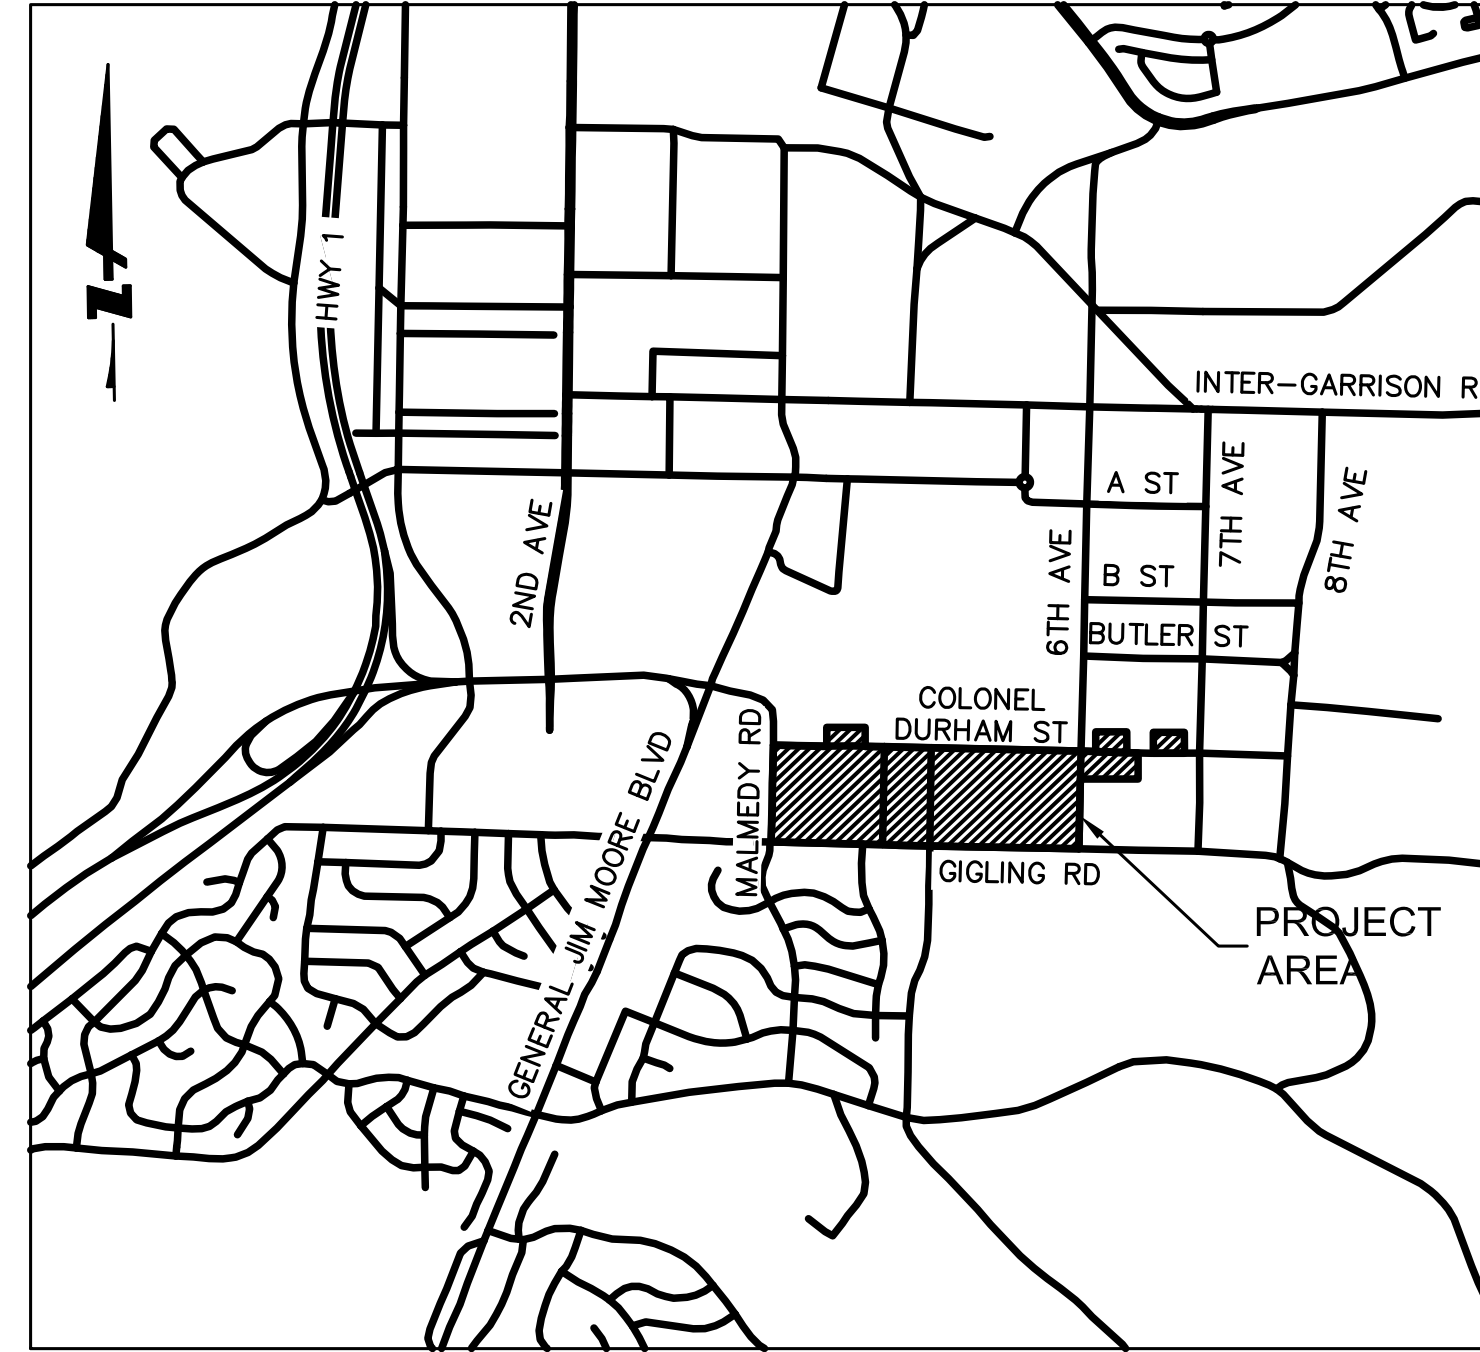 N
HWY 1
INTER-GARRISON R
A ST
7TH AVE
8TH AVE
2ND AVE
6TH AVE
B ST
BUTLER ST
COLONEL
DURHAM ST
MALMEDY RD
GENERAL JIM MOORE BLVD
GIGLING RD
PROJECT
AREA